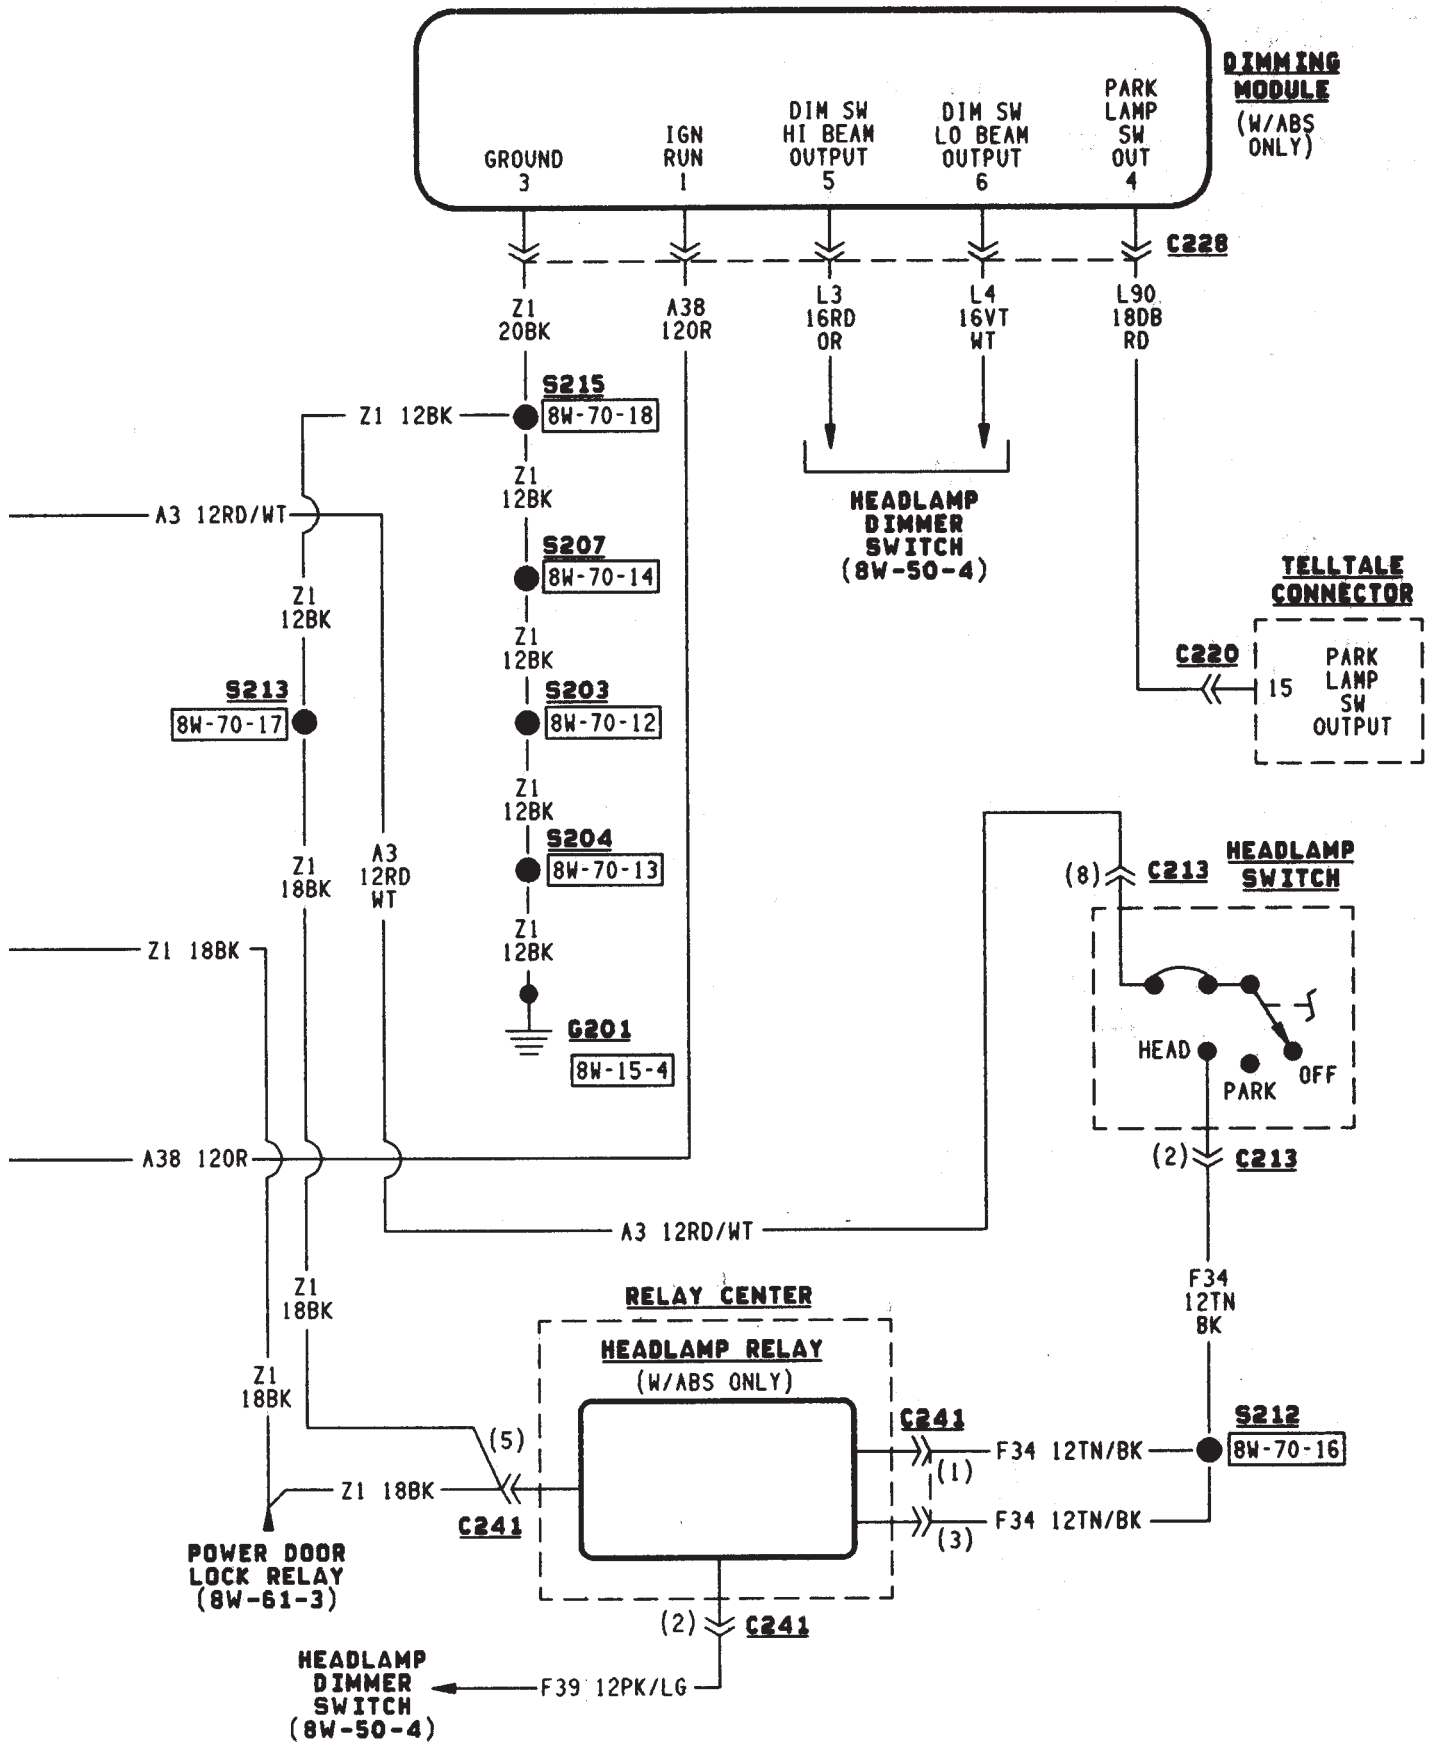 DIMMING
MODULE
(W/ABS
ONLY)
GROUND
3
IGN
RUN
1
DIM SW
HI BEAM
OUTPUT
5
DIM SW
LO BEAM
OUTPUT
6
PARK
LAMP
SW
OUT
4
C228
Z1
20BK
A38
12OR
L3
16RD
OR
L4
16VT
WT
L90
18DB
RD
S215
8W-70-18
Z1 12BK
Z1
12BK
A3 12RD/WT
HEADLAMP
DIMMER
SWITCH
(8W-50-4)
S207
8W-70-14
Z1
12BK
Z1
12BK
TELLTALE
CONNECTOR
C220
15
PARK
LAMP
SW
OUTPUT
S213
8W-70-17
S203
8W-70-12
Z1
12BK
S204
8W-70-13
Z1
18BK
A3
12RD
WT
Z1
12BK
(8)
C213
HEADLAMP
SWITCH
Z1 18BK
G201
8W-15-4
HEAD
PARK
OFF
A38 12OR
(2)
C213
A3 12RD/WT
Z1
18BK
F34
12TN
BK
RELAY CENTER
HEADLAMP RELAY
(W/ABS ONLY)
Z1
18BK
C241
(1)
F34 12TN/BK
S212
8W-70-16
(5)
Z1 18BK
C241
(3)
F34 12TN/BK
POWER DOOR
LOCK RELAY
(8W-61-3)
(2)
C241
HEADLAMP
DIMMER
SWITCH
(8W-50-4)
F39 12PK/LG